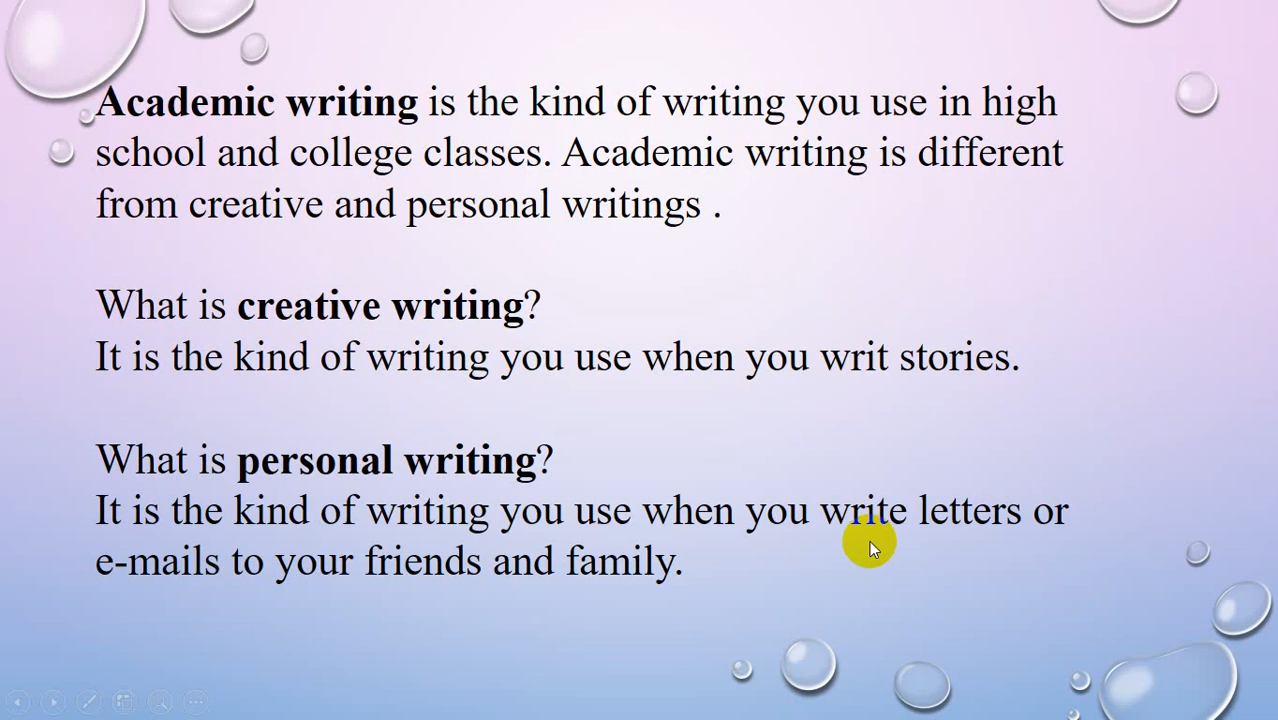 Academic writing is the kind of writing you use in high
school and college classes. Academic writing is different
from creative and personal writings .
What is creative writing?
It is the kind of writing you use when you writ stories.
What is personal writing?
It is the kind of writing you use when you write letters or
e-mails to your friends and family.